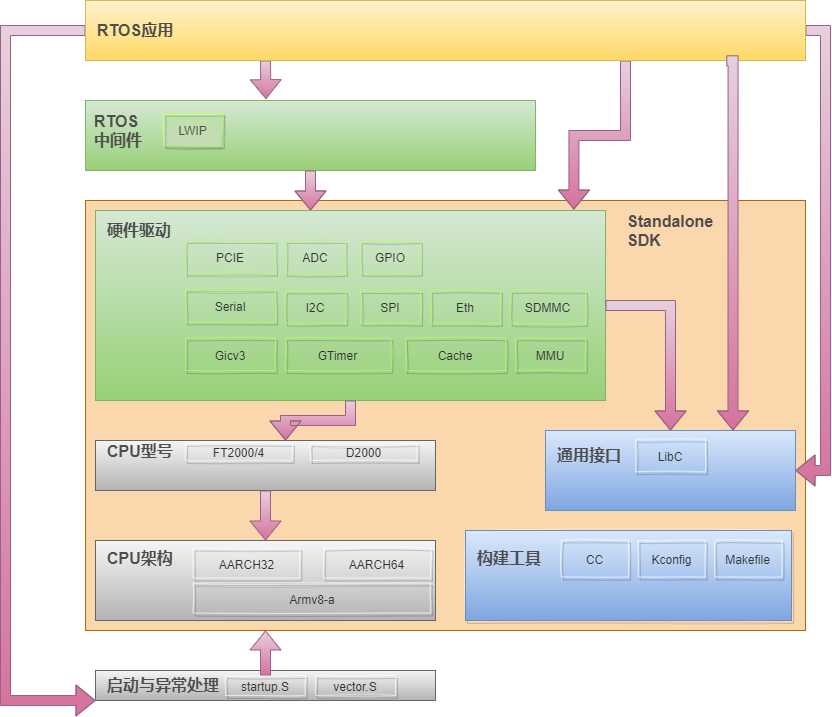 RTOS应用
RTOS
中间件
LWIP
Standalone
SDK
硬件驱动
PCIE
ADC
GPIO
Serial
I2C
SPI
Eth
SDMMC
Gicv3
GTimer
Cache
MMU
CPU型号
FT2000/4
D2000
通用接口
LibC
CPU架构
AARCH32
AARCH64
Armv8-a
构建工具
CC
Kconfig
Makefile
启动与异常处理
startup.S
vector.S